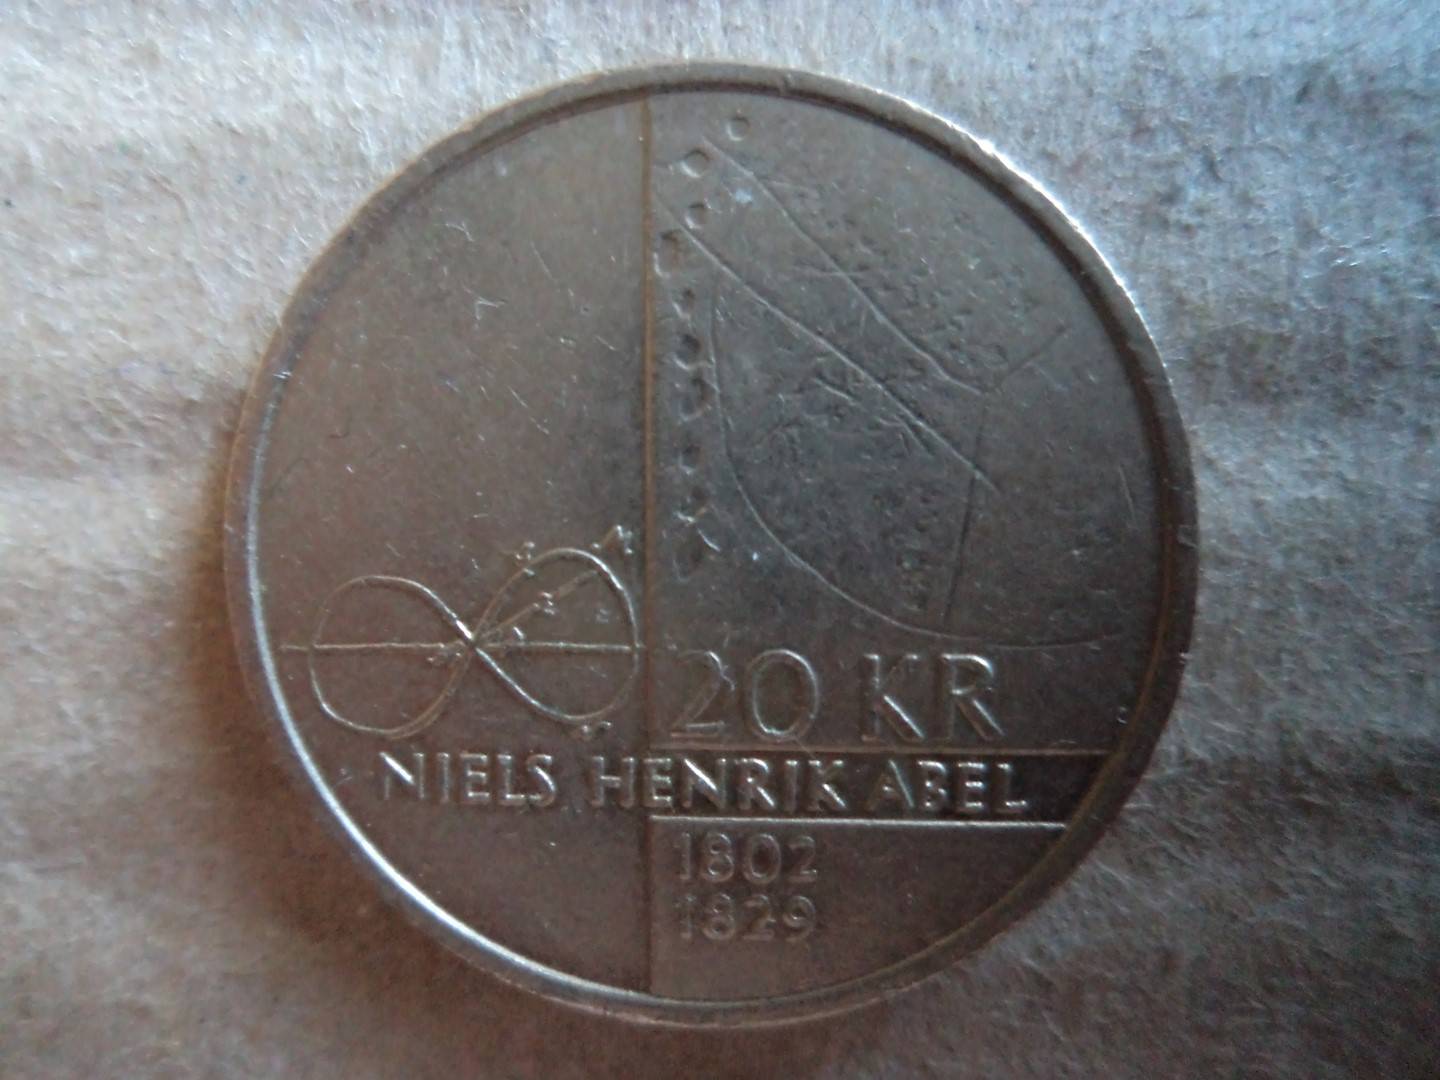 20 KR
NIELS HENRIK ABEL
1802
1829